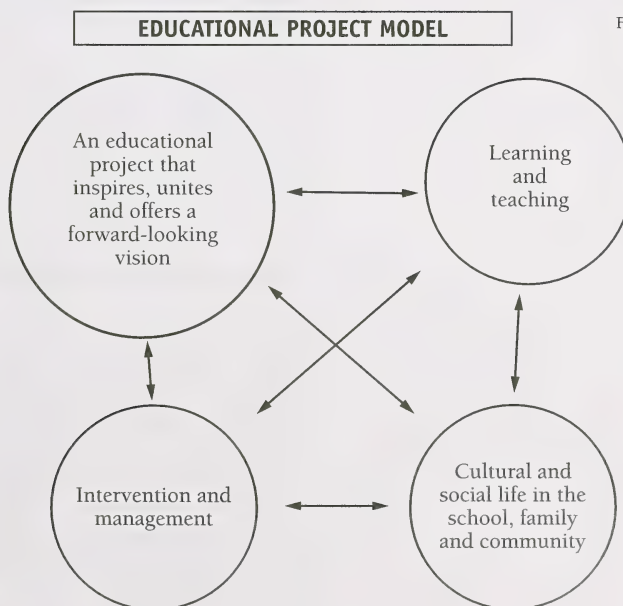 EDUCATIONAL PROJECT MODEL
F
An educational
project that
inspires, unites
and offers a
forward-looking
vision
Learning
and
teaching
Intervention and
management
Cultural and
social life in the
school, family
and community